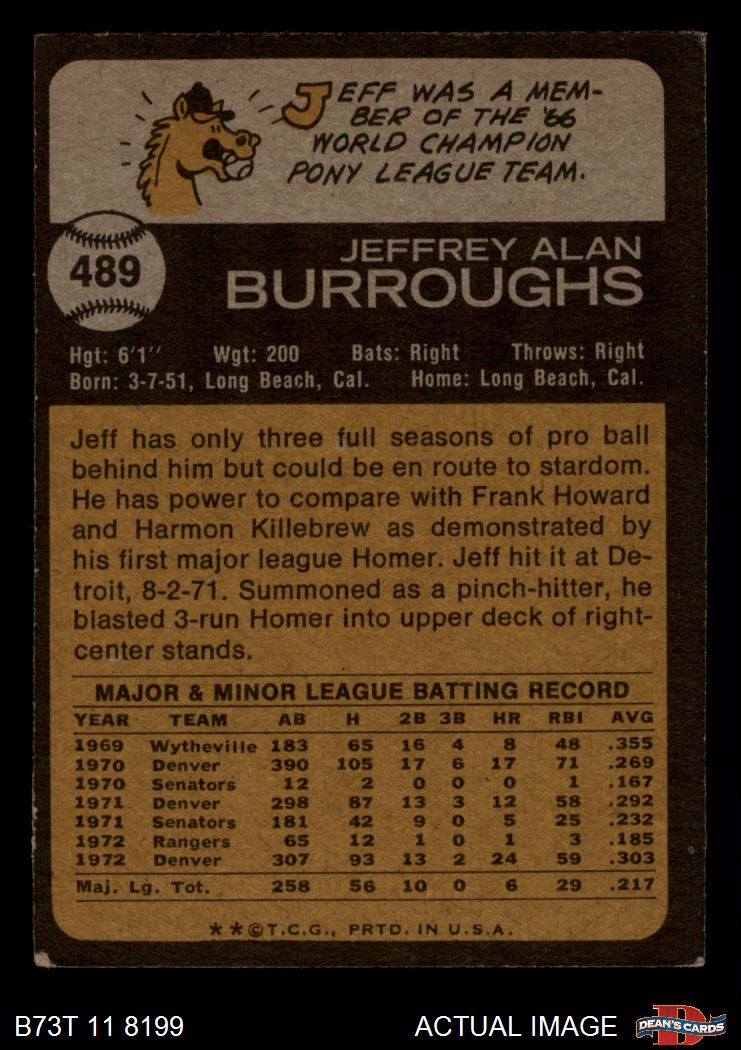 JEFF WAS A MEM-
BER OF THE '66
WORLD CHAMPION
PONY LEAGUE TEAM.
489
JEFFREY ALAN
BURROUGHS
Hgt: 6'1'' Wgt: 200 Bats: Right Throws: Right
Born: 3-7-51, Long Beach, Cal. Home: Long Beach, Cal.
Jeff has only three full seasons of pro ball
behind him but could be en route to stardom.
He has power to compare with Frank Howard
and Harmon Killebrew as demonstrated by
his first major league Homer. Jeff hit it at De-
troit, 8-2-71. Summoned as a pinch-hitter, he
blasted 3-run Homer into upper deck of right-
center stands.
MAJOR & MINOR LEAGUE BATTING RECORD
YEAR TEAM AB H 2B 3B HR RBI AVG
1969 Wytheville 183 65 16 4 8 48 .355
1970 Denver 390 105 17 6 17 71 .269
1970 Senators 12 2 0 0 0 1 .167
1971 Denver 298 87 13 3 12 58 .292
1971 Senators 181 42 9 0 5 25 .232
1972 Rangers 65 12 1 0 1 3 .185
1972 Denver 307 93 13 2 24 59 .303
Maj. Lg. Tot. 258 56 10 0 6 29 .217
**©T.C.G., PRTD. IN U.S.A.
B73T 11 8199 ACTUAL IMAGE
DEAN'S CARDS